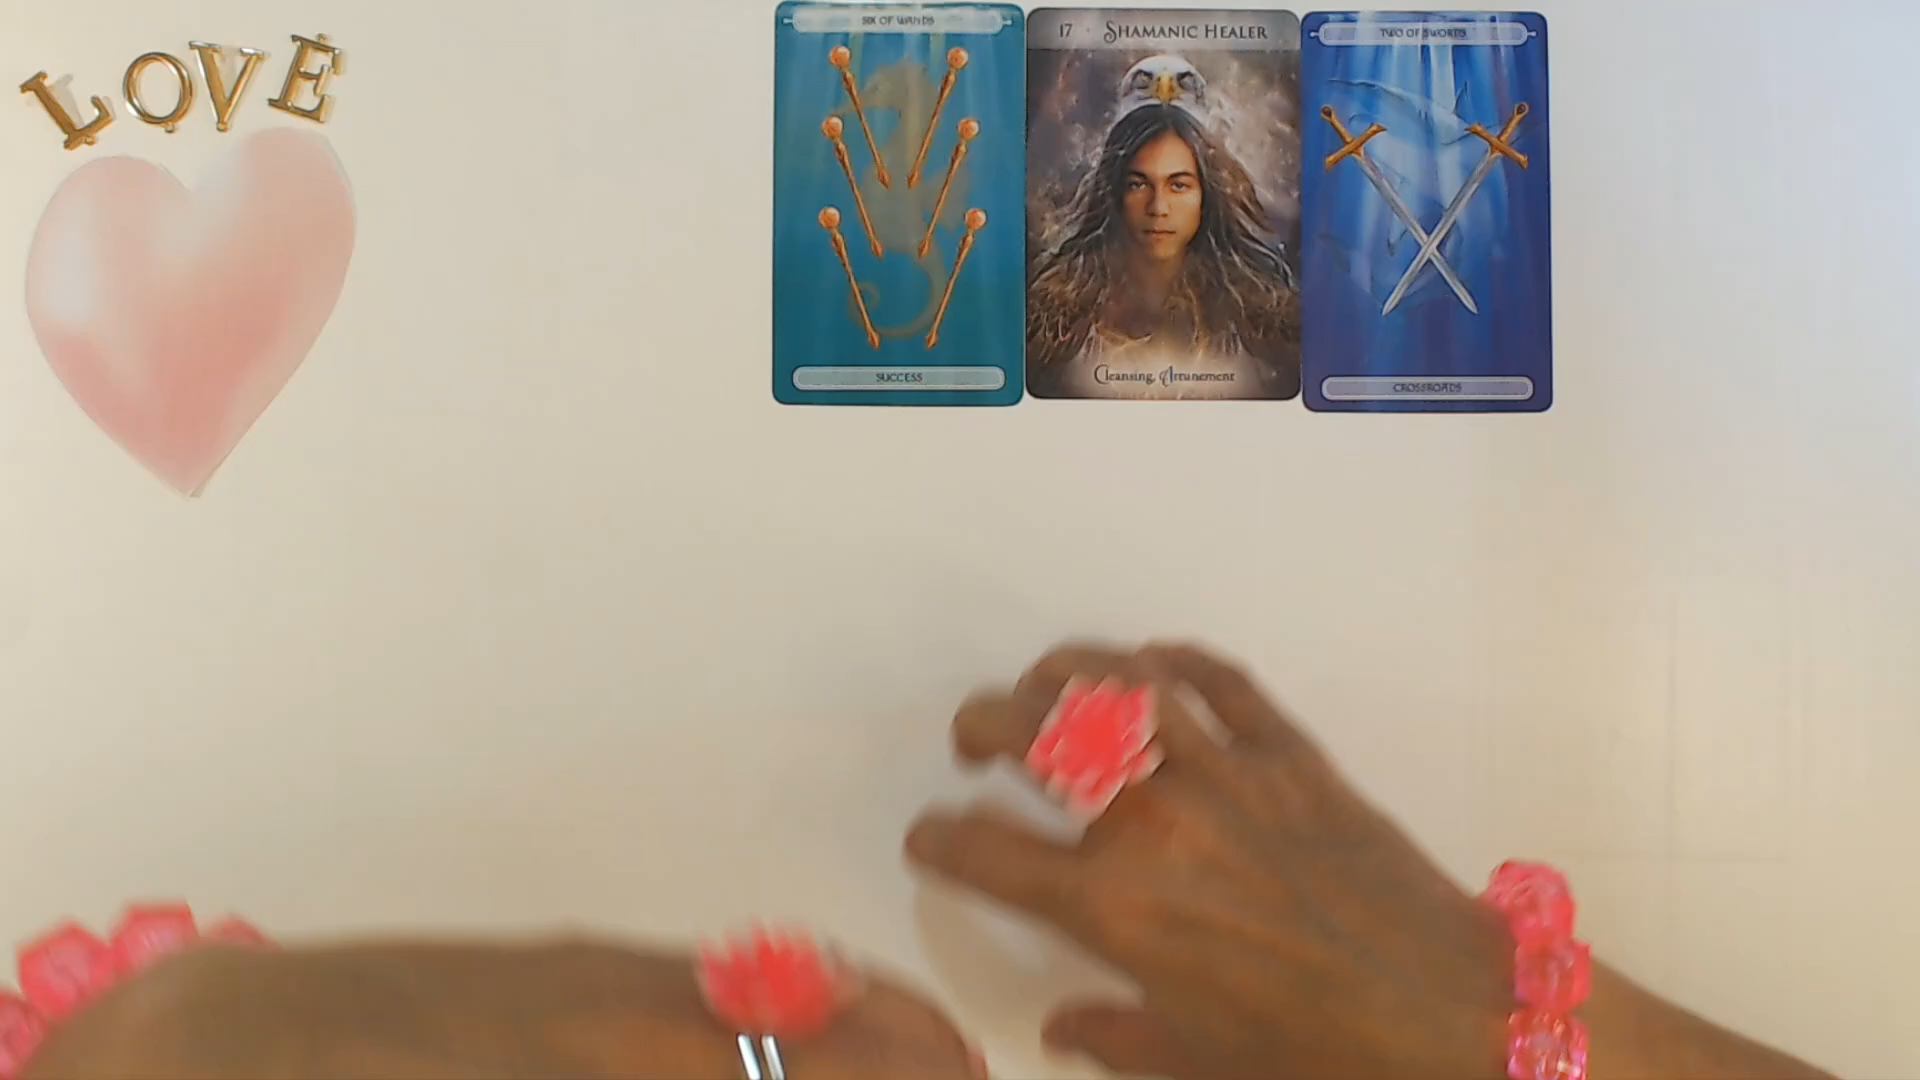 LOVE
SIX OF WANDS
17 · SHAMANIC HEALER
TWO OF SWORDS
SUCCESS
Cleansing, Attunement
CROSSROADS